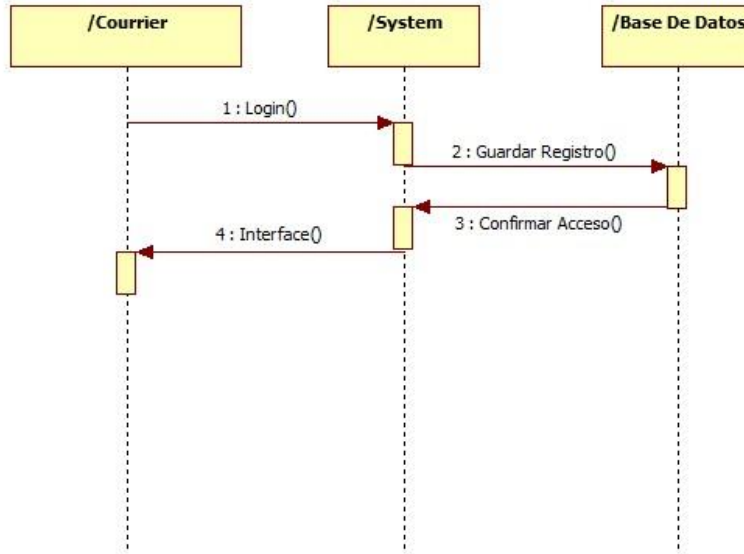 /Courrier
/System
/Base De Datos
1 : Login()
2 : Guardar Registro()
3 : Confirmar Acceso()
4 : Interface()